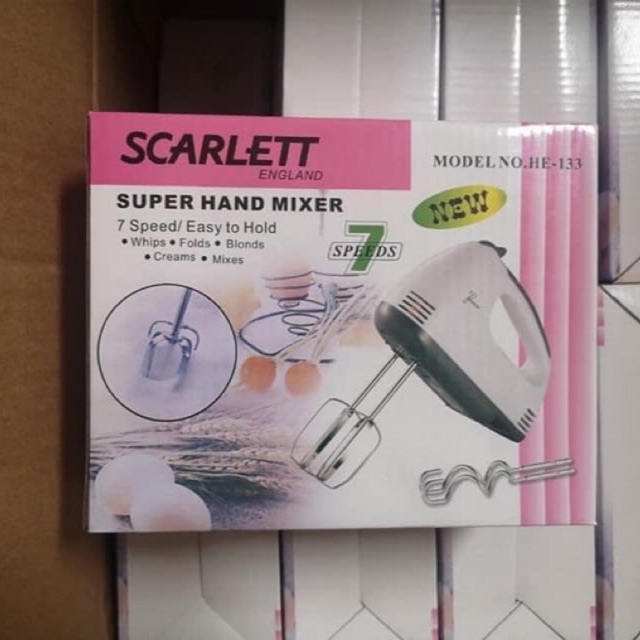 SCARLETT
ENGLAND
MODEL NO.HE-133
SUPER HAND MIXER
NEW
7 Speed/ Easy to Hold
• Whips • Folds • Blonds
• Creams • Mixes
7
SPEEDS